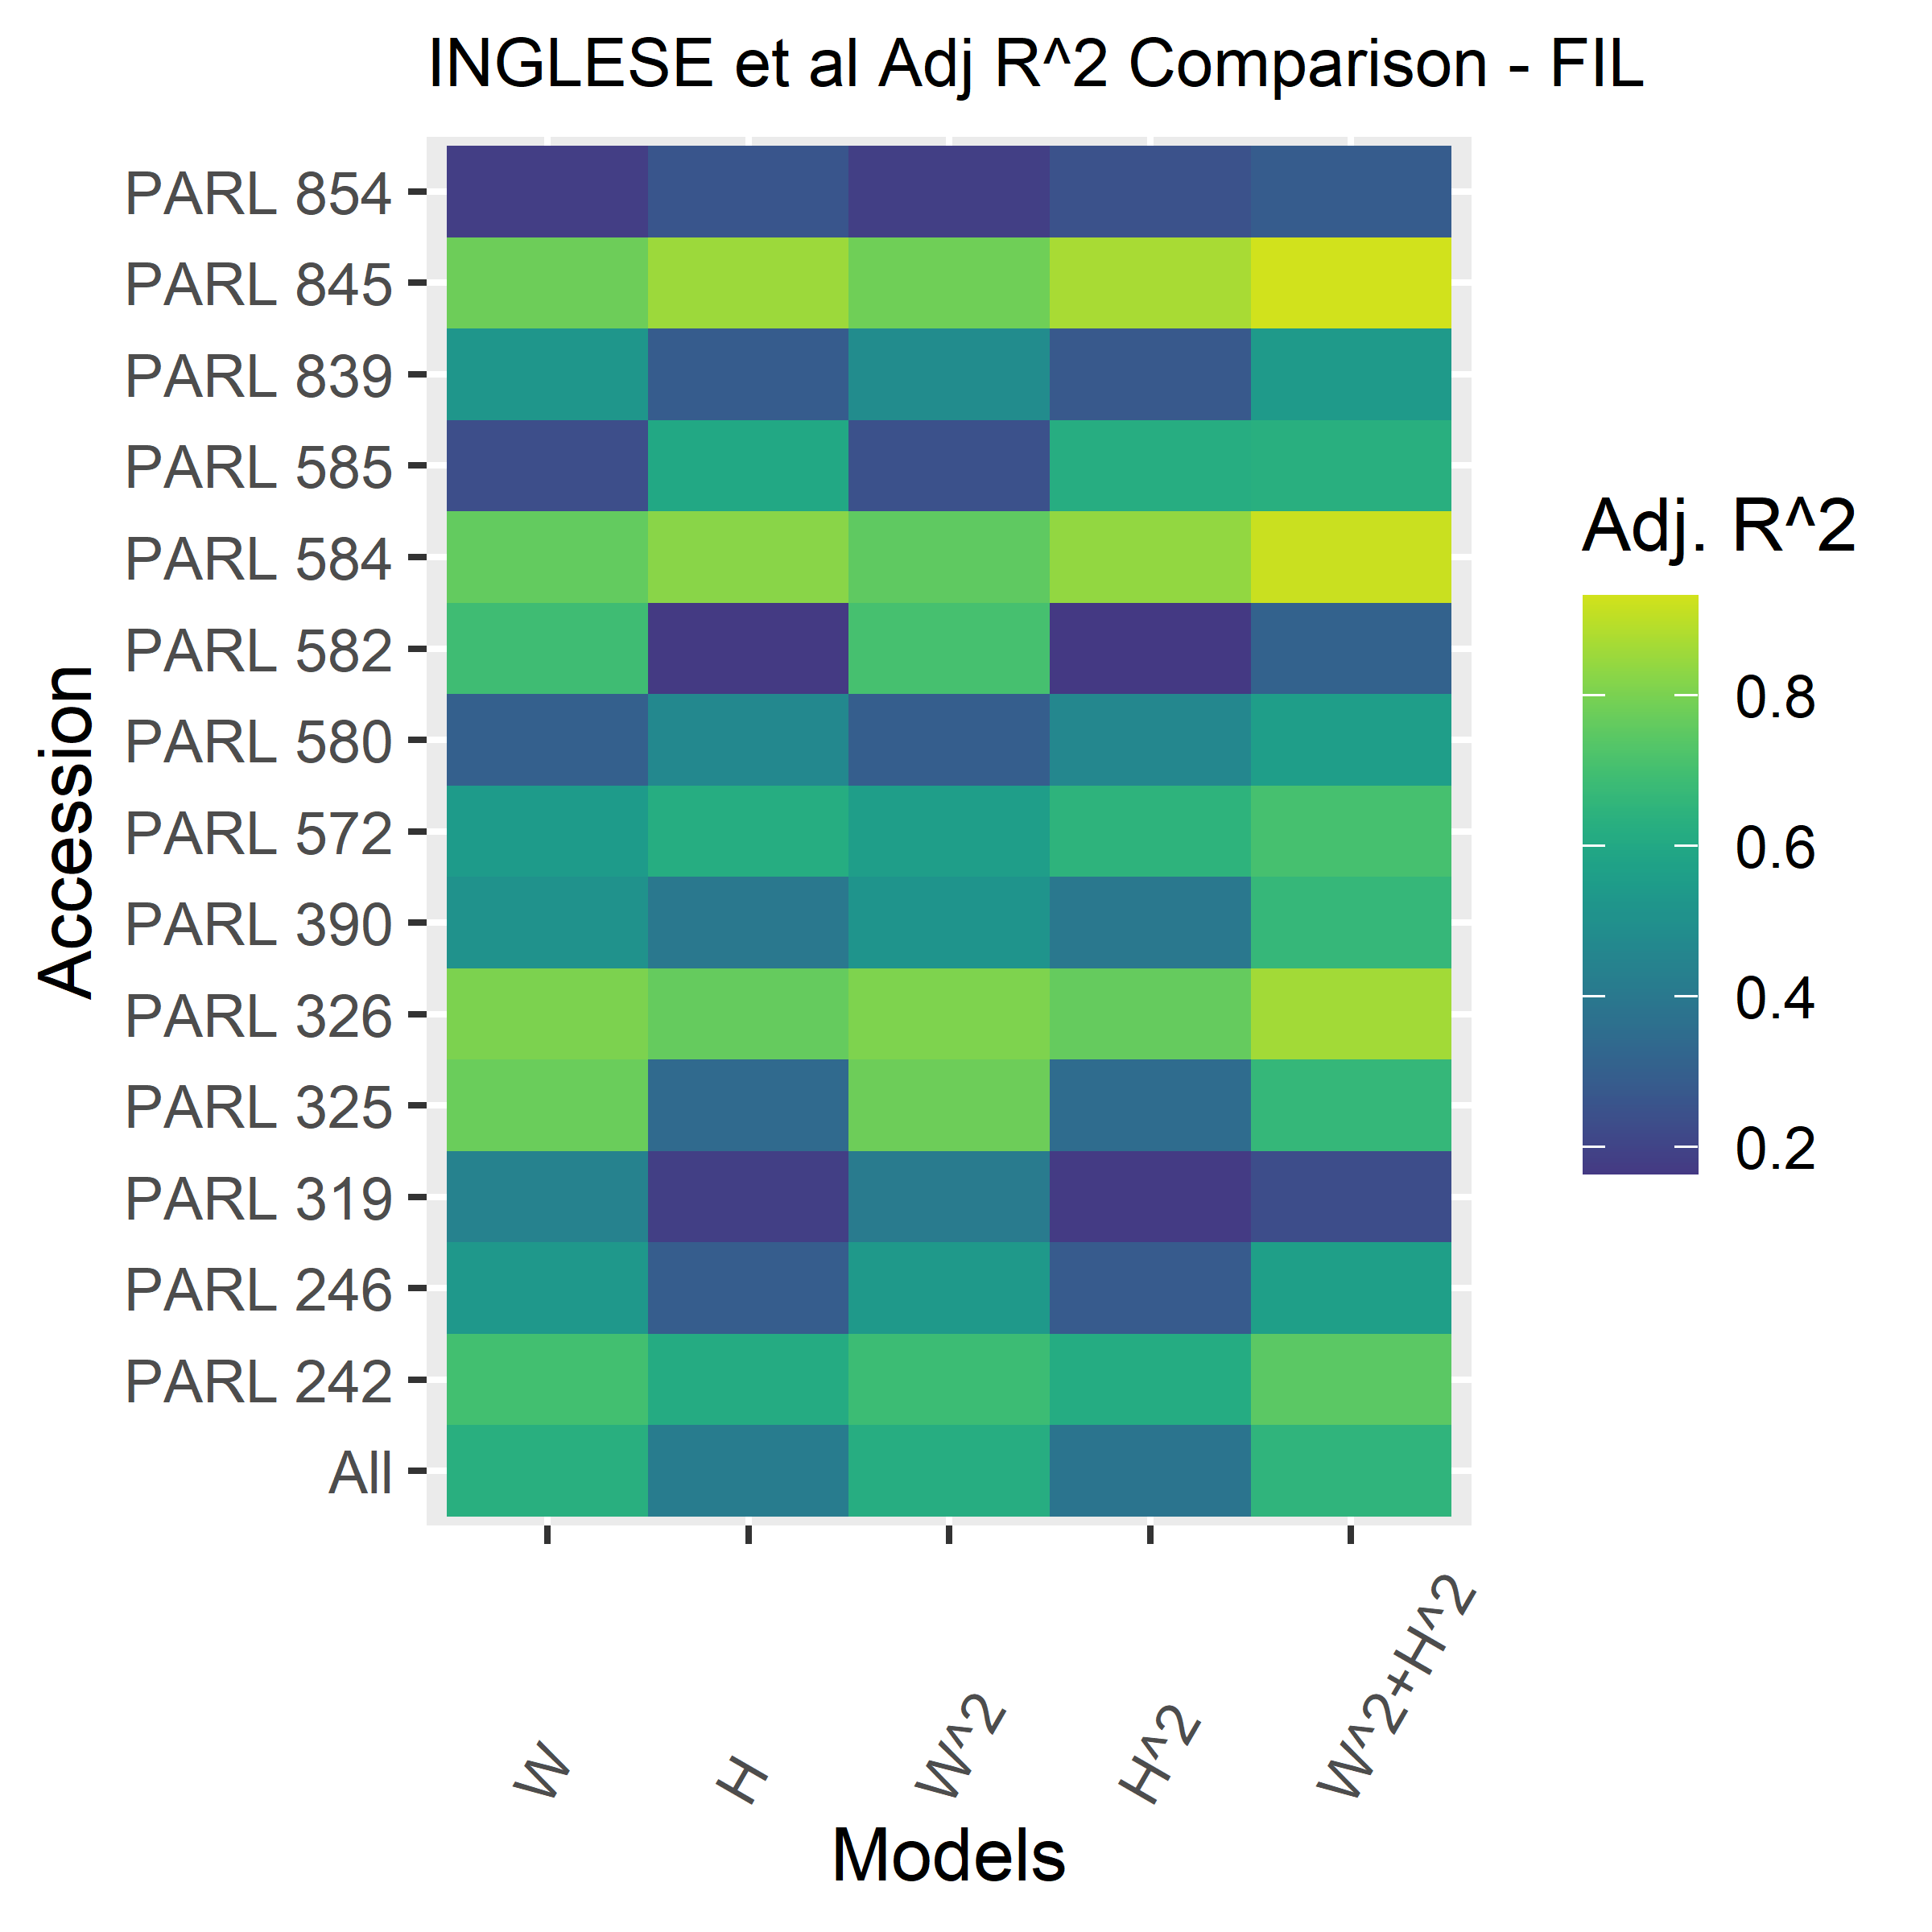 INGLESE et al Adj R^2 Comparison - FIL
Accession
PARL 854
PARL 845
PARL 839
PARL 585
PARL 584
PARL 582
PARL 580
PARL 572
PARL 390
PARL 326
PARL 325
PARL 319
PARL 246
PARL 242
All
W
H
W^2
H^2
W^2+H^2
Models
Adj. R^2
0.8
0.6
0.4
0.2